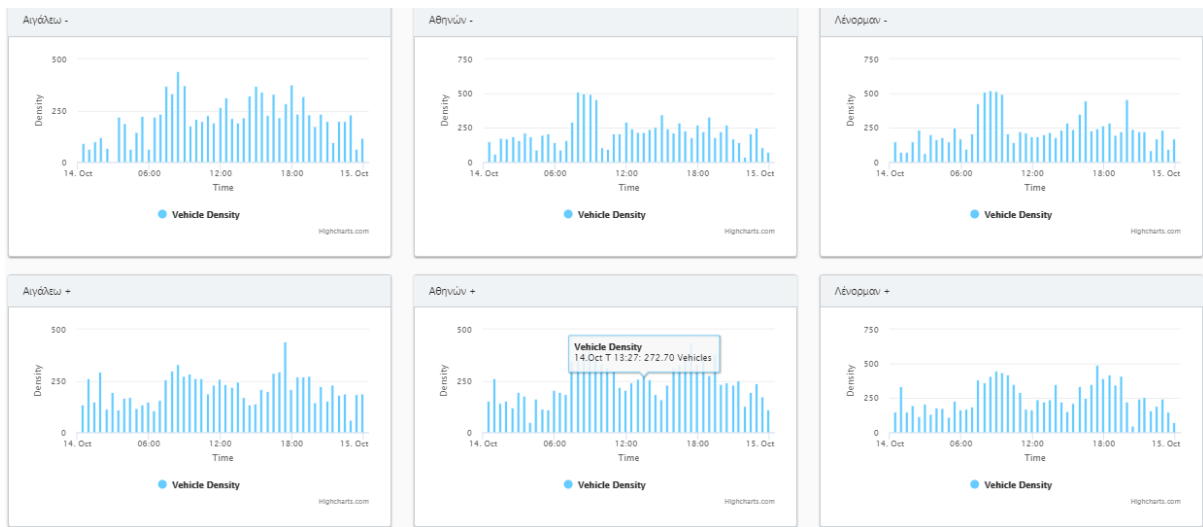 Αιγάλεω -
500
250
0
Density
14. Oct 06:00 12:00 18:00 15. Oct
Time
Vehicle Density
Highcharts.com
Αθηνών -
750
500
250
0
Density
14. Oct 06:00 12:00 18:00 15. Oct
Time
Vehicle Density
Highcharts.com
Λένορμαν -
750
500
250
0
Density
14. Oct 06:00 12:00 18:00 15. Oct
Time
Vehicle Density
Highcharts.com
Αιγάλεω +
500
250
0
Density
14. Oct 06:00 12:00 18:00 15. Oct
Time
Vehicle Density
Highcharts.com
Αθηνών +
500
250
0
Density
Vehicle Density
14.Oct T 13:27: 272.70 Vehicles
14. Oct 06:00 12:00 18:00 15. Oct
Time
Vehicle Density
Highcharts.com
Λένορμαν +
750
500
250
0
Density
14. Oct 06:00 12:00 18:00 15. Oct
Time
Vehicle Density
Highcharts.com